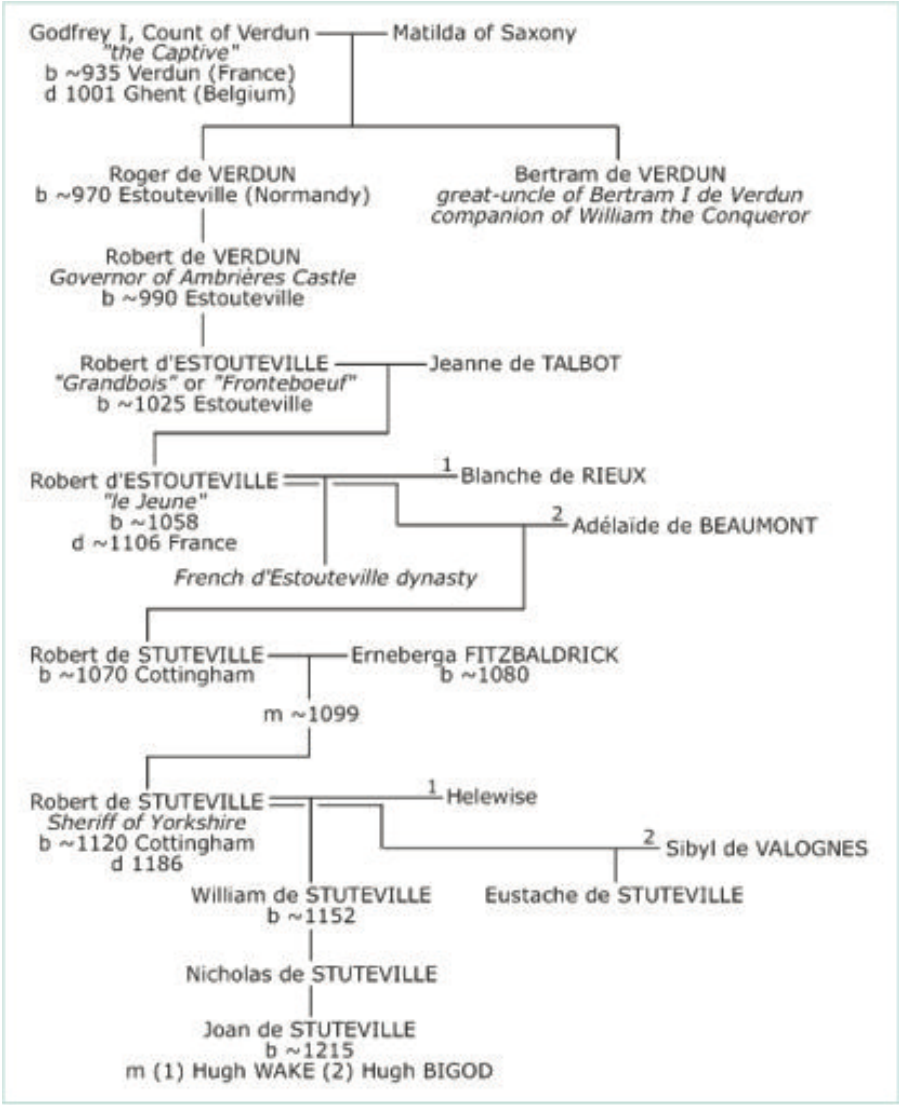 Godfrey I, Count of Verdun
"the Captive"
b ~935 Verdun (France)
d 1001 Ghent (Belgium)
Matilda of Saxony
Roger de VERDUN
b ~970 Estouteville (Normandy)
Bertram de VERDUN
great-uncle of Bertram I de Verdun
companion of William the Conqueror
Robert de VERDUN
Governor of Ambrières Castle
b ~990 Estouteville
Robert d'ESTOUTEVILLE
"Grandbois" or "Fronteboeuf"
b ~1025 Estouteville
Jeanne de TALBOT
Robert d'ESTOUTEVILLE
"le Jeune"
b ~1058
d ~1106 France
1 Blanche de RIEUX
2 Adélaïde de BEAUMONT
French d'Estouteville dynasty
Robert de STUTEVILLE
b ~1070 Cottingham
Erneberga FITZBALDRICK
b ~1080
m ~1099
Robert de STUTEVILLE
Sheriff of Yorkshire
b ~1120 Cottingham
d 1186
1 Helewise
2 Sibyl de VALOGNES
William de STUTEVILLE
b ~1152
Eustache de STUTEVILLE
Nicholas de STUTEVILLE
Joan de STUTEVILLE
b ~1215
m (1) Hugh WAKE (2) Hugh BIGOD